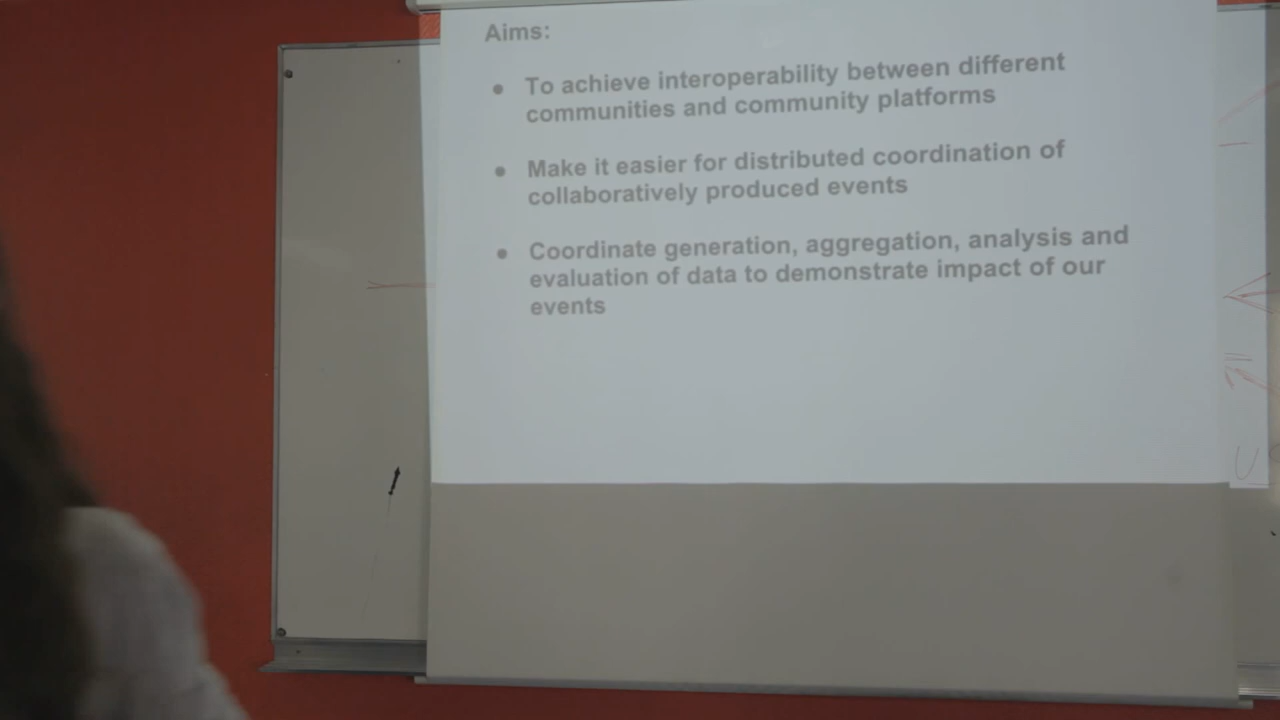 Aims:
To achieve interoperability between different
communities and community platforms
Make it easier for distributed coordination of
collaboratively produced events
Coordinate generation, aggregation, analysis and
evaluation of data to demonstrate impact of our
events